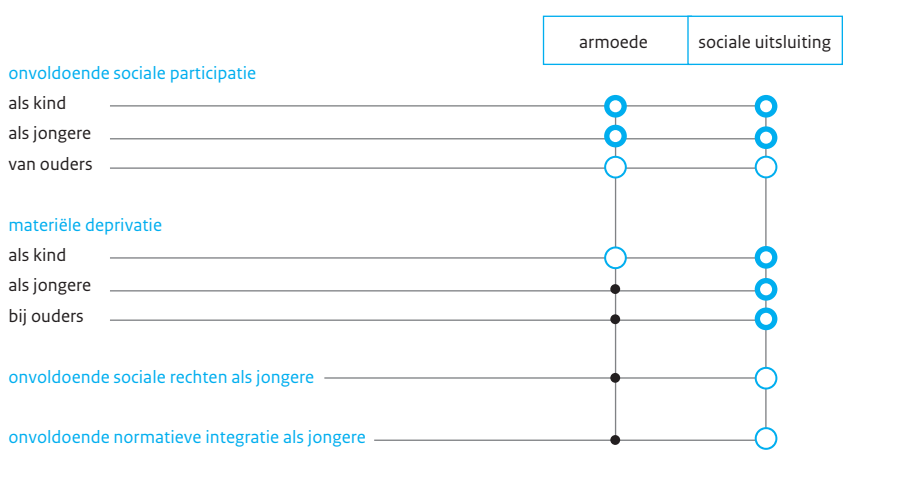 armoede
sociale uitsluiting
onvoldoende sociale participatie
als kind
als jongere
van ouders
materiële deprivatie
als kind
als jongere
bij ouders
onvoldoende sociale rechten als jongere
onvoldoende normatieve integratie als jongere